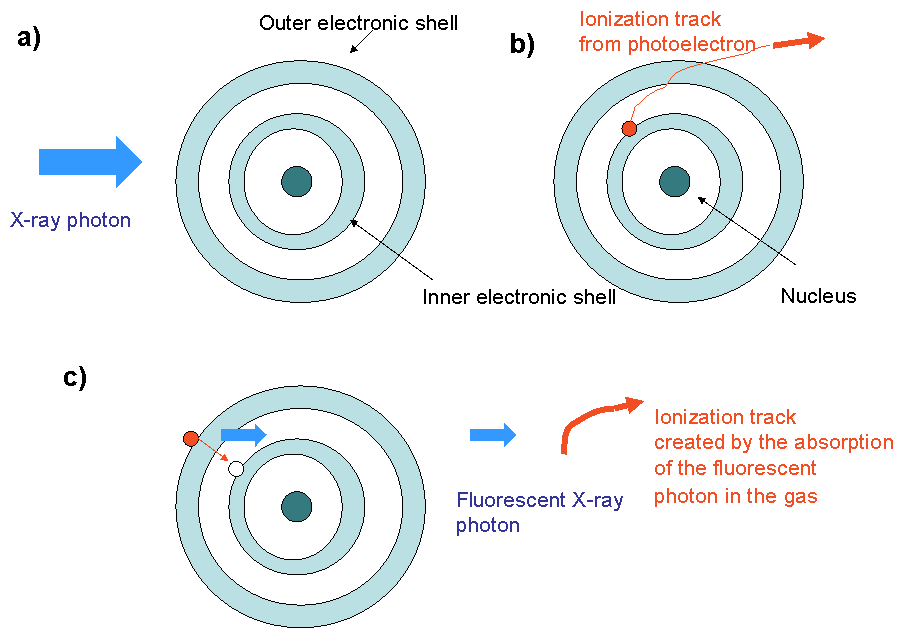 a)
Outer electronic shell
X-ray photon
Inner electronic shell
b)
Ionization track
from photoelectron
Nucleus
c)
Fluorescent X-ray
photon
Ionization track
created by the absorption
of the fluorescent
photon in the gas